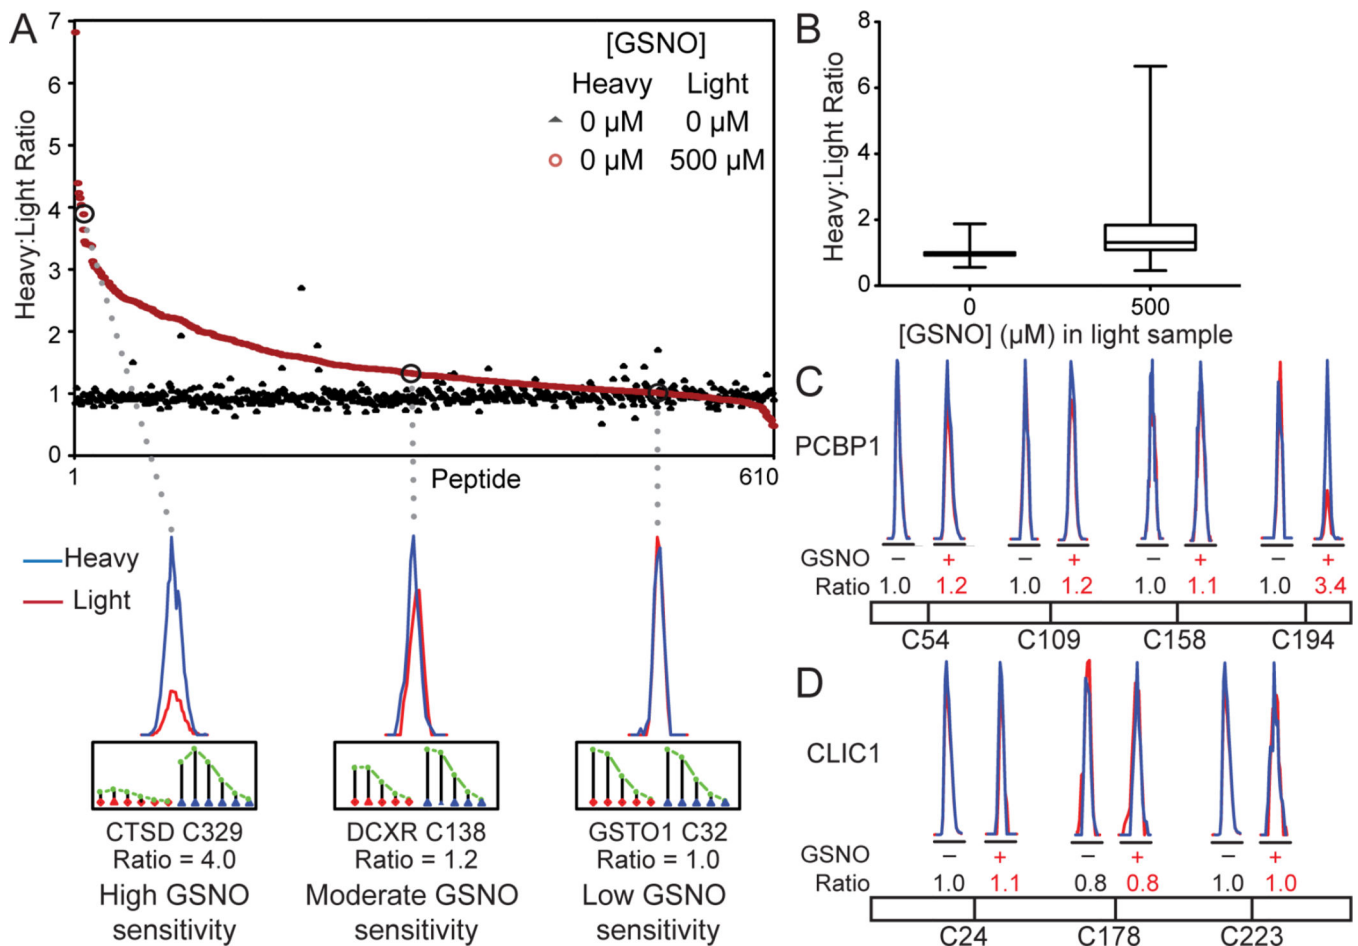 A
7
6
5
4
3
2
1
0
Heavy:Light Ratio
[GSNO]
Heavy Light
0 µM 0 µM
0 µM 500 µM
1 Peptide 610
Heavy
Light
CTSD C329
Ratio = 4.0
High GSNO
sensitivity
DCXR C138
Ratio = 1.2
Moderate GSNO
sensitivity
GSTO1 C32
Ratio = 1.0
Low GSNO
sensitivity
B
8
6
4
2
0
Heavy:Light Ratio
0 500
[GSNO] (µM) in light sample
C
PCBP1
GSNO − + − + − + − +
Ratio 1.0 1.2 1.0 1.2 1.0 1.1 1.0 3.4
C54 C109 C158 C194
D
CLIC1
GSNO − + − + − +
Ratio 1.0 1.1 0.8 0.8 1.0 1.0
C24 C178 C223